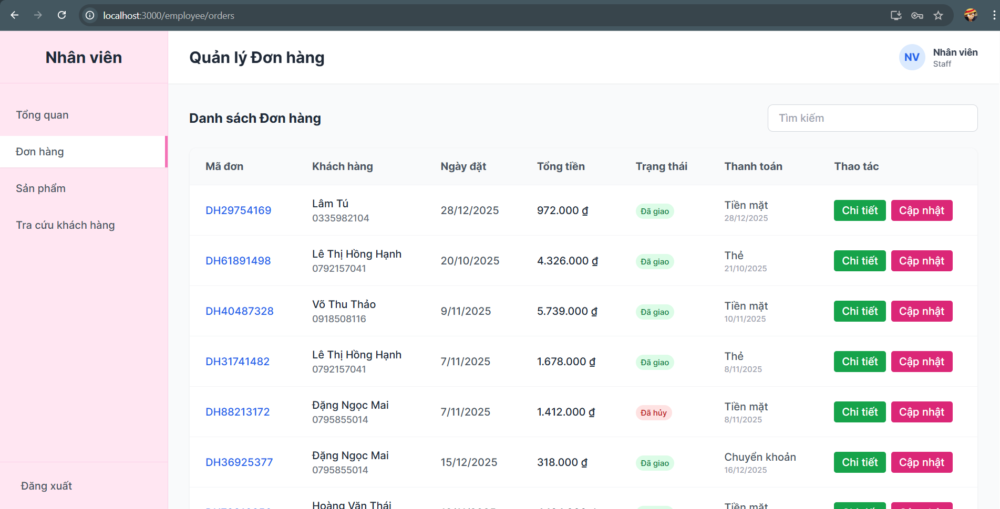 localhost:3000/employee/orders
Nhân viên
Quản lý Đơn hàng
NV
Nhân viên
Staff
Tổng quan
Đơn hàng
Sản phẩm
Tra cứu khách hàng
Đăng xuất
Danh sách Đơn hàng
Tìm kiếm
Mã đơn Khách hàng Ngày đặt Tổng tiền Trạng thái Thanh toán Thao tác
DH29754169 Lâm Tú 28/12/2025 972.000 ₫ Đã giao Tiền mặt Chi tiết Cập nhật
0335982104 28/12/2025
DH61891498 Lê Thị Hồng Hạnh 20/10/2025 4.326.000 ₫ Đã giao Thẻ Chi tiết Cập nhật
0792157041 21/10/2025
DH40487328 Võ Thu Thảo 9/11/2025 5.739.000 ₫ Đã giao Tiền mặt Chi tiết Cập nhật
0918508116 10/11/2025
DH31741482 Lê Thị Hồng Hạnh 7/11/2025 1.678.000 ₫ Đã giao Thẻ Chi tiết Cập nhật
0792157041 8/11/2025
DH88213172 Đặng Ngọc Mai 7/11/2025 1.412.000 ₫ Đã hủy Tiền mặt Chi tiết Cập nhật
0795855014 8/11/2025
DH36925377 Đặng Ngọc Mai 15/12/2025 318.000 ₫ Đã giao Chuyển khoản Chi tiết Cập nhật
0795855014 16/12/2025
Hoàng Văn Thái Tiền mặt